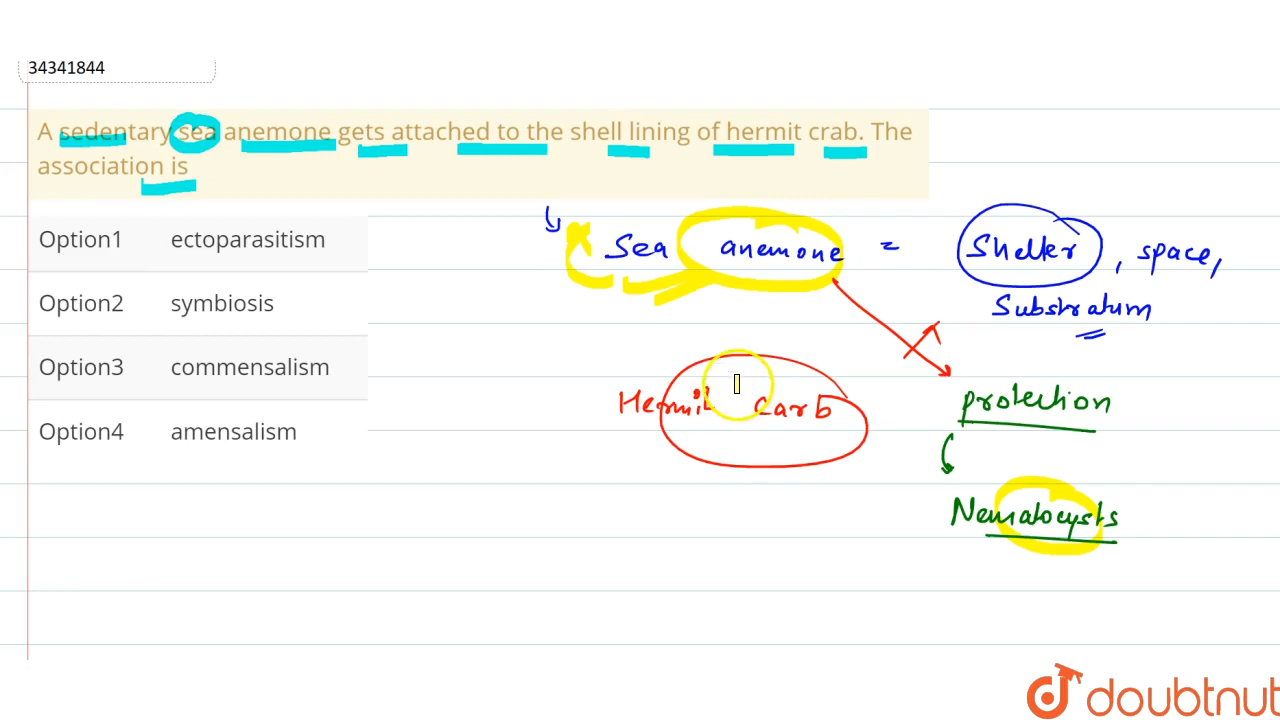 34341844
A sedentary sea anemone gets attached to the shell lining of hermit crab. The
association is
Option1 ectoparasitism
Option2 symbiosis
Option3 commensalism
Option4 amensalism
Sea anemone = Shelter, space,
Substratum
Hermit Carb
protection
Nematocysts
doubtnut